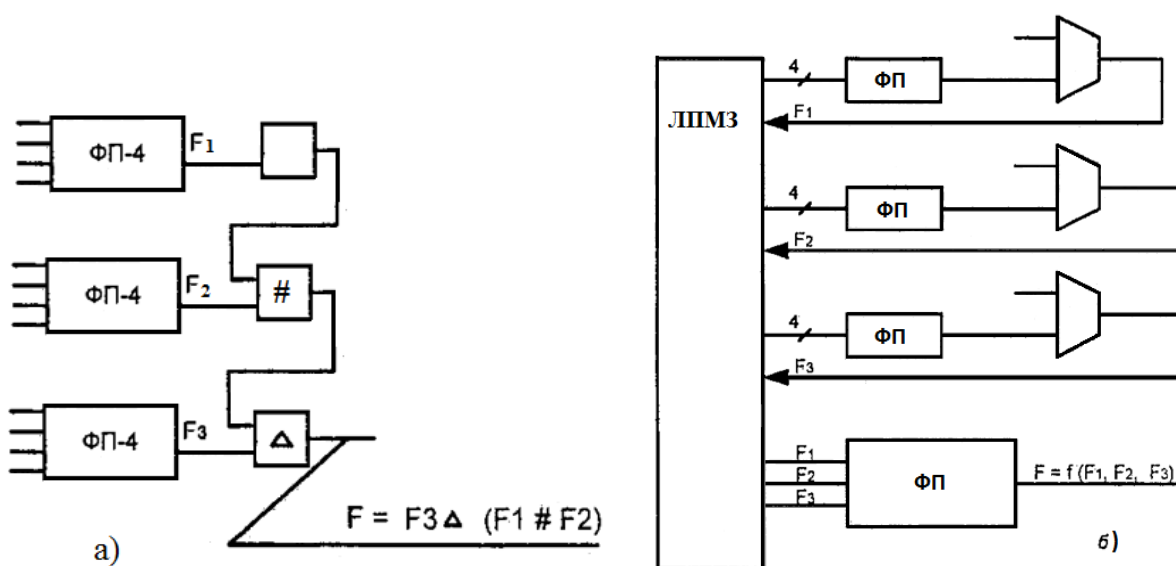 ФП-4
F1
ФП-4
F2
#
ФП-4
F3
Δ
F = F3 Δ (F1 # F2)
а)
ЛПМЗ
4
ФП
F1
4
ФП
F2
4
ФП
F3
F1
F2
F3
ФП
F = f (F1, F2, F3)
б)